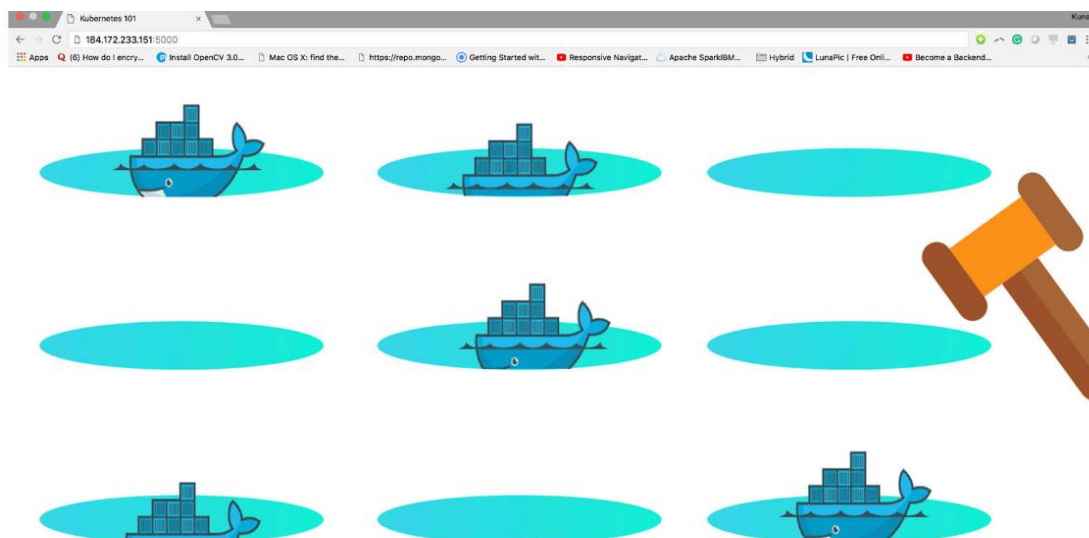 Kubernetes 101
Kuna
184.172.233.151:5000
Apps (6) How do I encry... Install OpenCV 3.0... Mac OS X: find the... https://repo.mongo... Getting Started wit... Responsive Navigat... Apache SparkIBM... Hybrid LunaPic | Free Onli... Become a Backend...